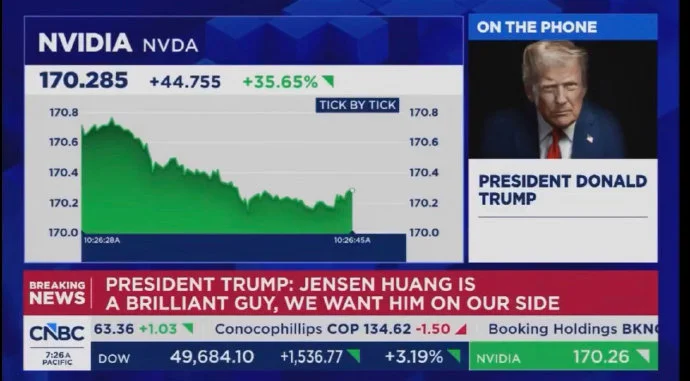 NVIDIA NVDA
170.285 +44.755 +35.65%
TICK BY TICK
170.8 170.8
170.6 170.6
170.4 170.4
170.2 170.2
170.0 170.0
10:26:28A 10:26:45A
ON THE PHONE
PRESIDENT DONALD
TRUMP
BREAKING
NEWS
PRESIDENT TRUMP: JENSEN HUANG IS
A BRILLIANT GUY, WE WANT HIM ON OUR SIDE
CNBC
63.36 +1.03 Conocophillips COP 134.62 -1.50 Booking Holdings BKNG
7:26A
PACIFIC
DOW 49,684.10 +1,536.77 +3.19% NVIDIA 170.26